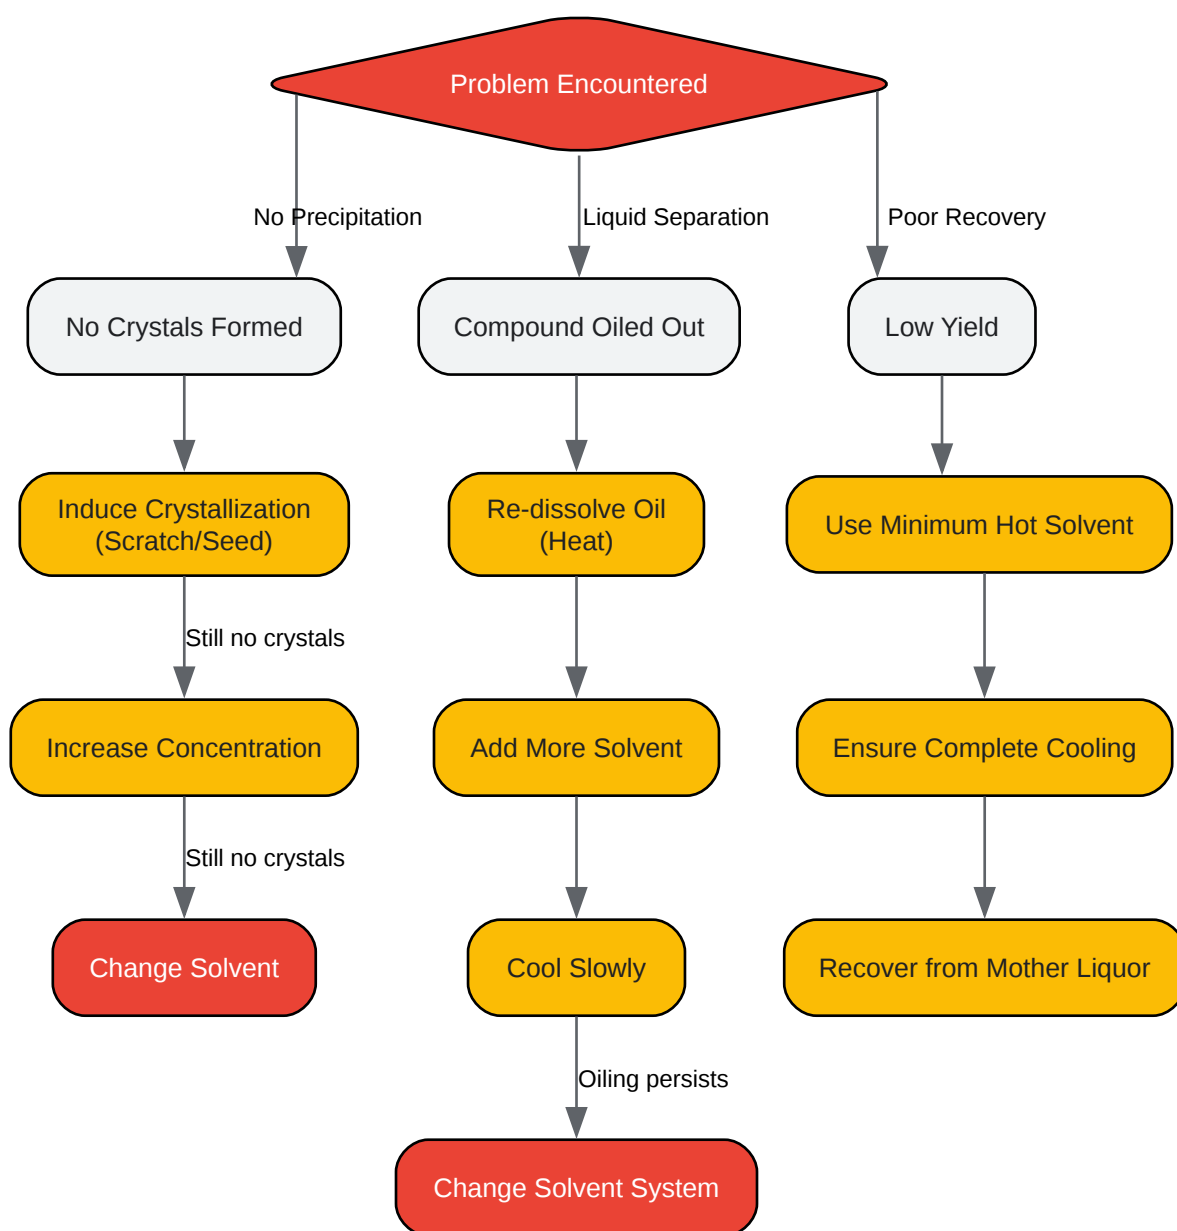 Problem Encountered
No Precipitation
Liquid Separation
Poor Recovery
No Crystals Formed
Compound Oiled Out
Low Yield
Induce Crystallization
(Scratch/Seed)
Re-dissolve Oil
(Heat)
Use Minimum Hot Solvent
Still no crystals
Increase Concentration
Add More Solvent
Ensure Complete Cooling
Still no crystals
Change Solvent
Cool Slowly
Recover from Mother Liquor
Oiling persists
Change Solvent System